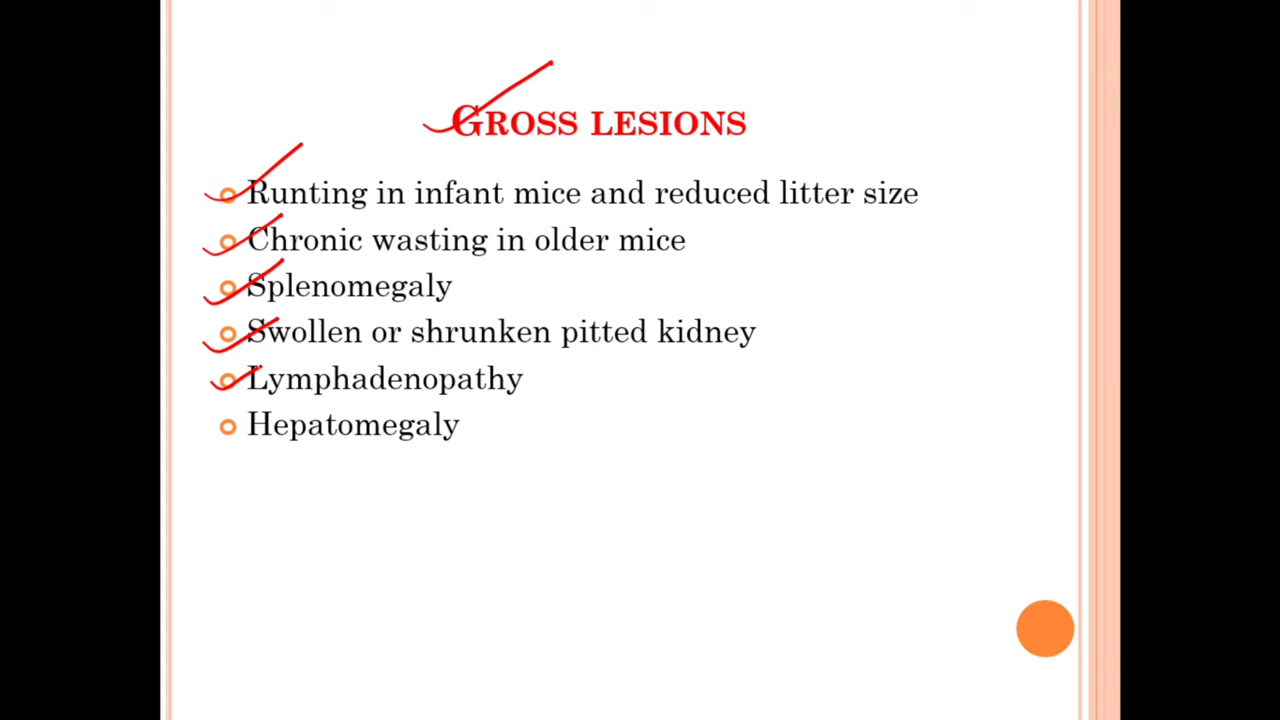 GROSS LESIONS
Runting in infant mice and reduced litter size
Chronic wasting in older mice
Splenomegaly
Swollen or shrunken pitted kidney
Lymphadenopathy
Hepatomegaly